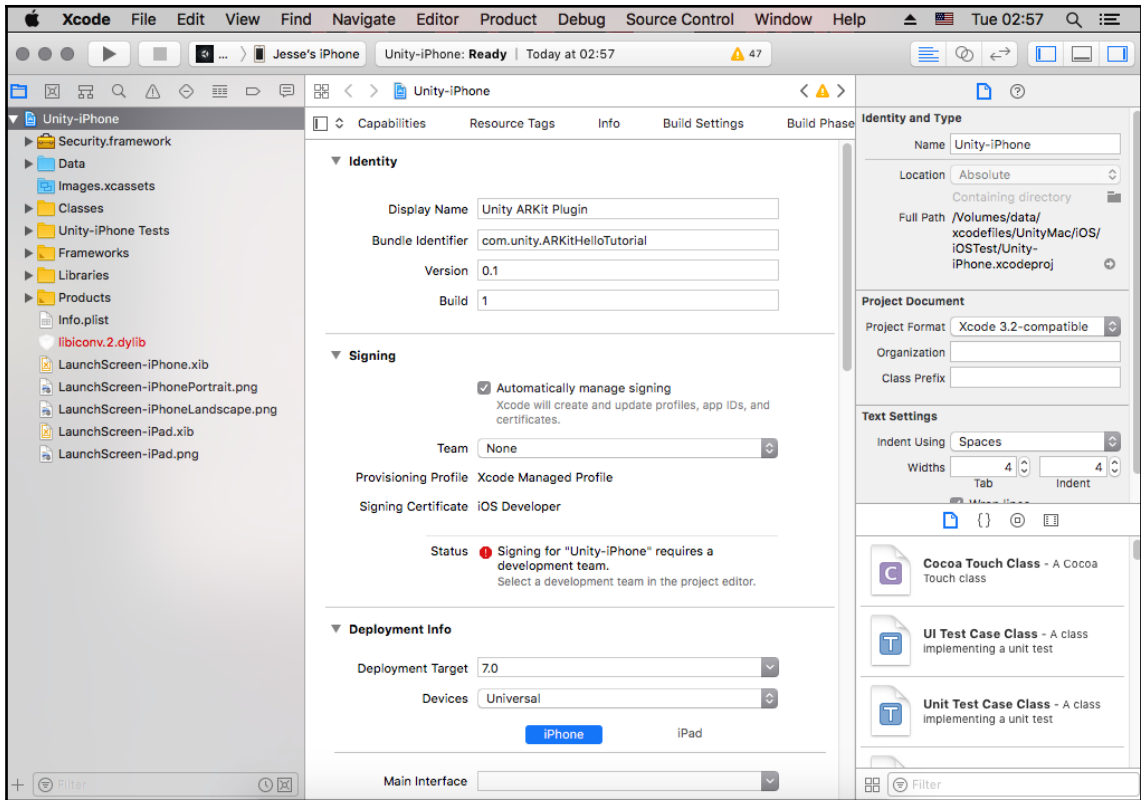 Xcode File Edit View Find Navigate Editor Product Debug Source Control Window Help Tue 02:57
... Jesse's iPhone Unity-iPhone: Ready | Today at 02:57 47
Unity-iPhone
Capabilities Resource Tags Info Build Settings Build Phase
Unity-iPhone
Security.framework
Data
Images.xcassets
Classes
Unity-iPhone Tests
Frameworks
Libraries
Products
Info.plist
libiconv.2.dylib
LaunchScreen-iPhone.xib
LaunchScreen-iPhonePortrait.png
LaunchScreen-iPhoneLandscape.png
LaunchScreen-iPad.xib
LaunchScreen-iPad.png
Filter
Identity
Display Name Unity ARKit Plugin
Bundle Identifier com.unity.ARKitHelloTutorial
Version 0.1
Build 1
Signing
Automatically manage signing
Xcode will create and update profiles, app IDs, and
certificates.
Team None
Provisioning Profile Xcode Managed Profile
Signing Certificate iOS Developer
Status Signing for "Unity-iPhone" requires a
development team.
Select a development team in the project editor.
Deployment Info
Deployment Target 7.0
Devices Universal
iPhone iPad
Main Interface
Identity and Type
Name Unity-iPhone
Location Absolute
Containing directory
Full Path /Volumes/data/
xcodefiles/UnityMac/iOS/
iOSTest/Unity-
iPhone.xcodeproj
Project Document
Project Format Xcode 3.2-compatible
Organization
Class Prefix
Text Settings
Indent Using Spaces
Widths 4 4
Tab Indent
Wrap lines
{}
C Cocoa Touch Class - A Cocoa
Touch class
T UI Test Case Class - A class
implementing a unit test
T Unit Test Case Class - A class
implementing a unit test
Filter